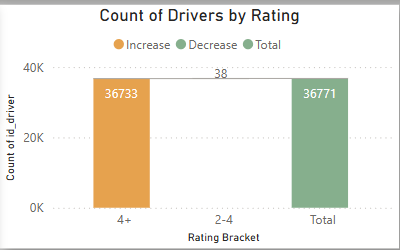 Count of Drivers by Rating
Increase Decrease Total
40K
38
36733
36771
20K
0K
Count of id_driver
4+ 2-4 Total
Rating Bracket